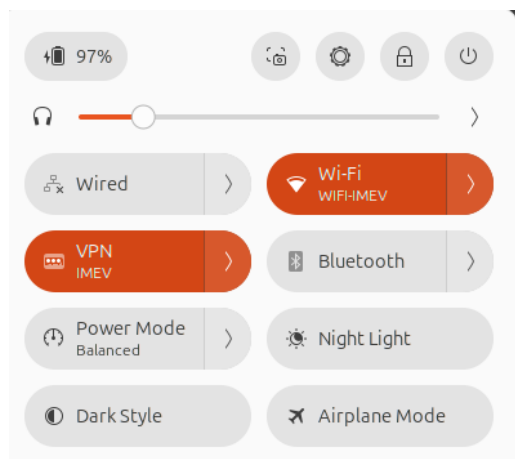 97%
Wired
Wi-Fi
WIFI-IMEV
VPN
IMEV
Bluetooth
Power Mode
Balanced
Night Light
Dark Style
Airplane Mode